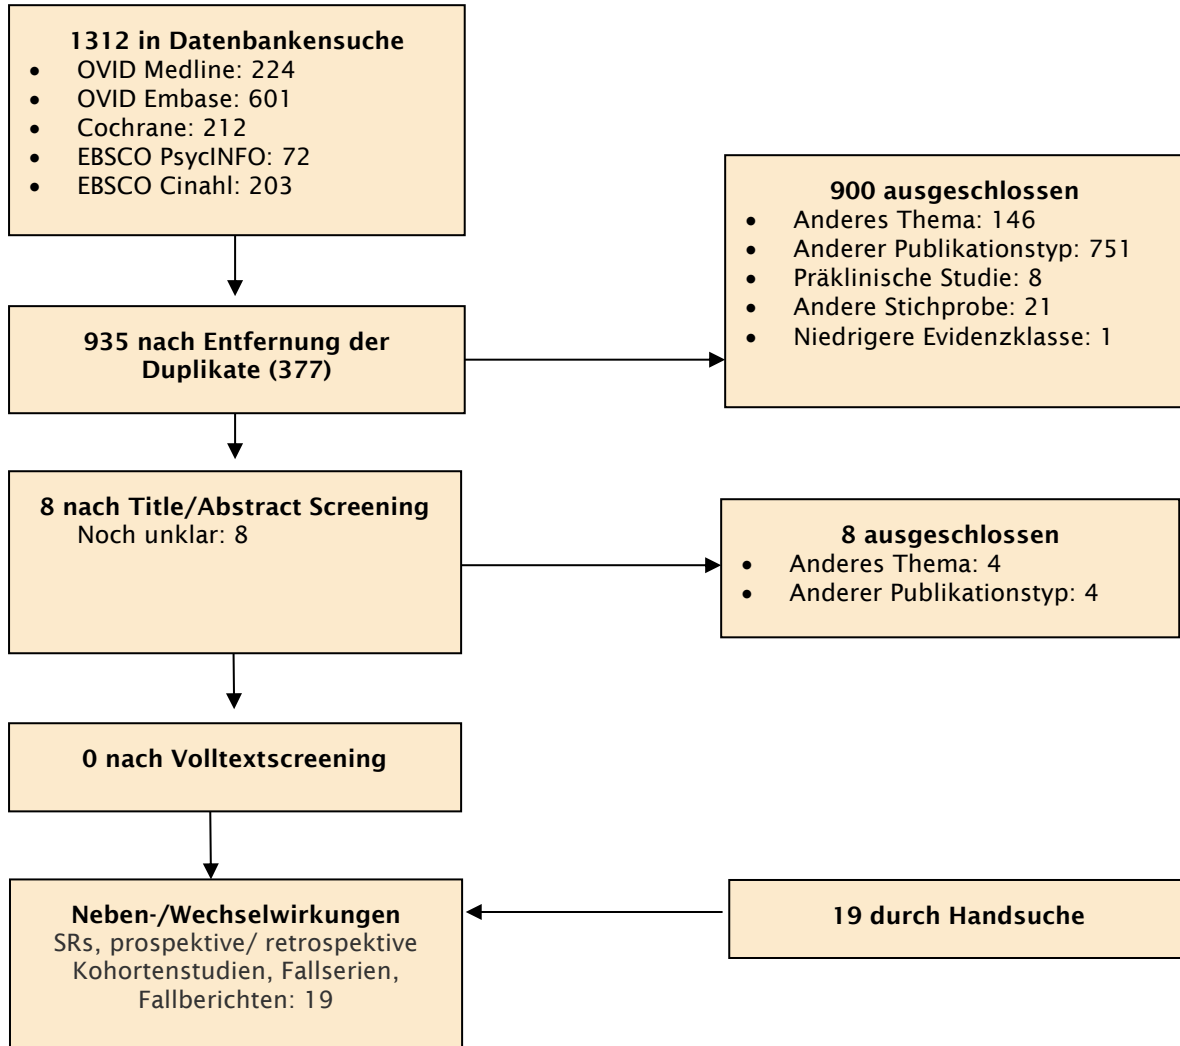 1312 in Datenbankensuche
• OVID Medline: 224
• OVID Embase: 601
• Cochrane: 212
• EBSCO PsycINFO: 72
• EBSCO Cinahl: 203
900 ausgeschlossen
• Anderes Thema: 146
• Anderer Publikationstyp: 751
• Präklinische Studie: 8
• Andere Stichprobe: 21
• Niedrigere Evidenzklasse: 1
935 nach Entfernung der
Duplikate (377)
8 nach Title/Abstract Screening
Noch unklar: 8
8 ausgeschlossen
• Anderes Thema: 4
• Anderer Publikationstyp: 4
0 nach Volltextscreening
Neben-/Wechselwirkungen
SRs, prospektive/ retrospektive
Kohortenstudien, Fallserien,
Fallberichten: 19
19 durch Handsuche